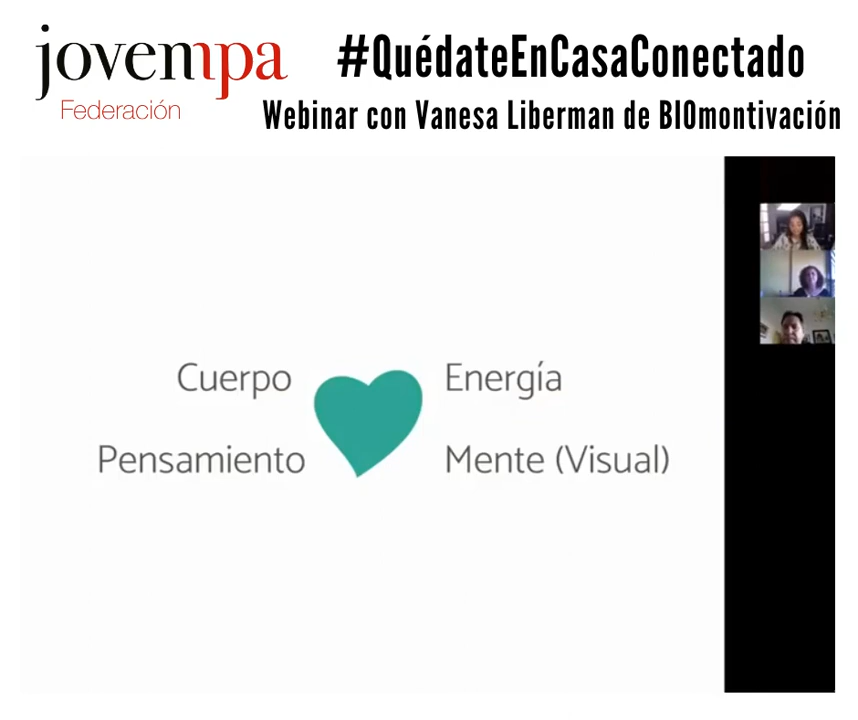 jovempa
Federación
#QuédateEnCasaConectado
Webinar con Vanesa Liberman de BIOmontivación
Cuerpo
Energía
Pensamiento
Mente (Visual)